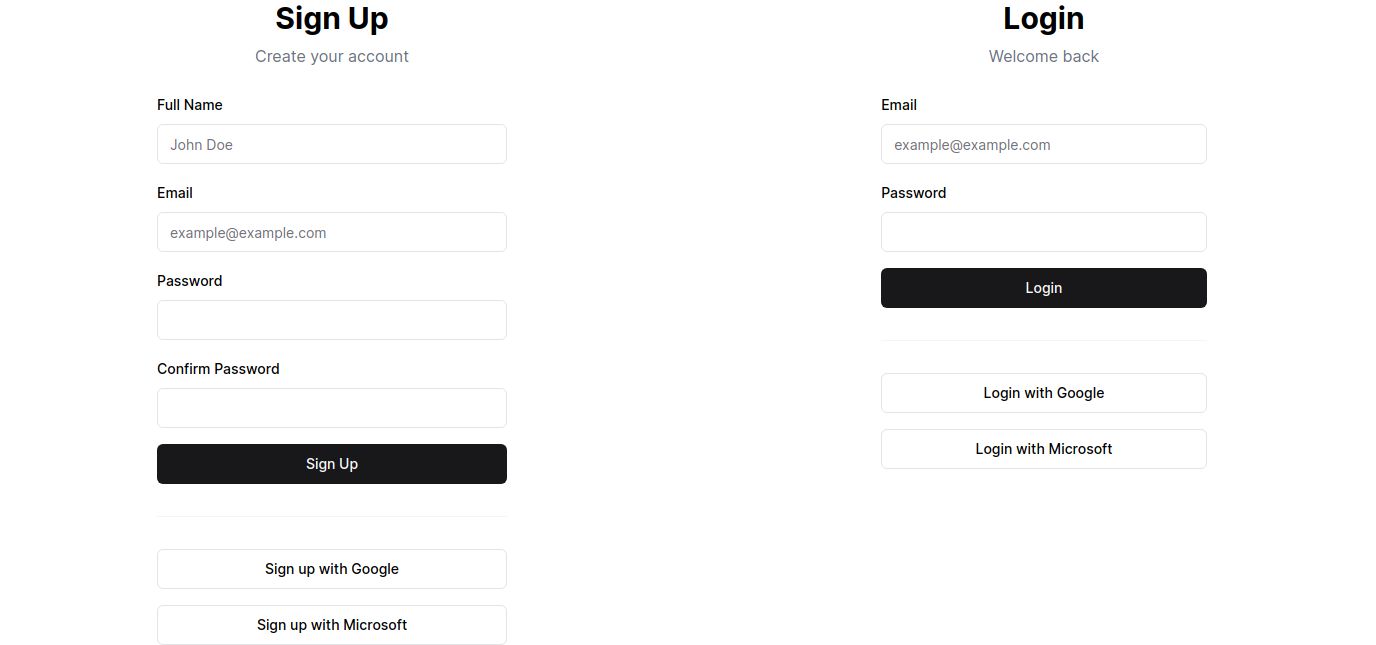 Sign Up
Create your account
Full Name
John Doe
Email
example@example.com
Password
Confirm Password
Sign Up
Sign up with Google
Sign up with Microsoft
Login
Welcome back
Email
example@example.com
Password
Login
Login with Google
Login with Microsoft